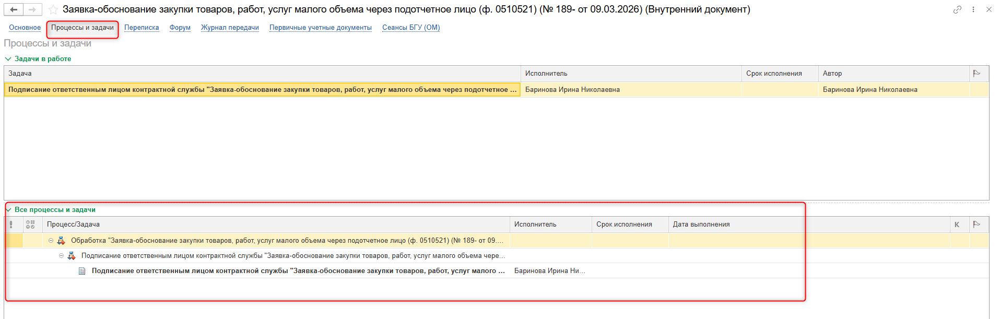 Заявка-обоснование закупки товаров, работ, услуг малого объема через подотчетное лицо (ф. 0510521) (№ 189- от 09.03.2026) (Внутренний документ)
Основное Процессы и задачи Переписка Форум Журнал передачи Первичные учетные документы Сеансы БГУ (ОМ)
Процессы и задачи
Задачи в работе
Задача Исполнитель Срок исполнения Автор
Подписание ответственным лицом контрактной службы "Заявка-обоснование закупки товаров, работ, услуг малого объема через подотчетное ... Баринова Ирина Николаевна Баринова Ирина Николаевна
Все процессы и задачи
Процесс/Задача Исполнитель Срок исполнения Дата выполнения К
Обработка "Заявка-обоснование закупки товаров, работ, услуг малого объема через подотчетное лицо (ф. 0510521) (№ 189- от 09....
Подписание ответственным лицом контрактной службы "Заявка-обоснование закупки товаров, работ, услуг малого объема чере...
Подписание ответственным лицом контрактной службы "Заявка-обоснование закупки товаров, работ, услуг малого ... Баринова Ирина Ни...